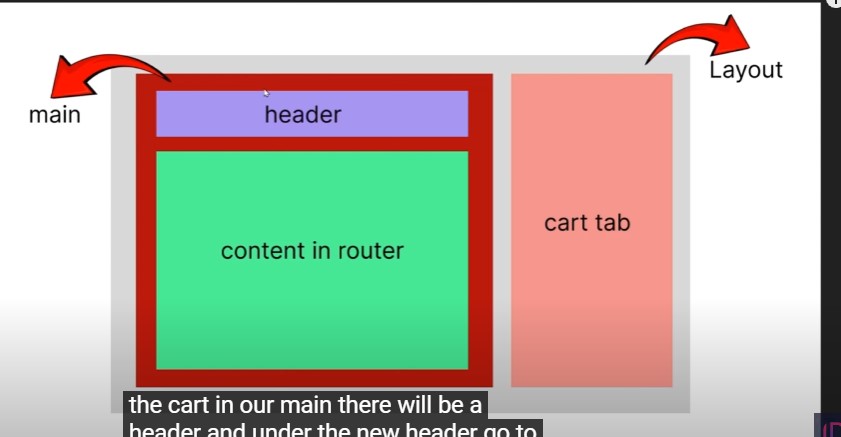 Layout
main
header
content in router
cart tab
the cart in our main there will be a
header and under the new header go to